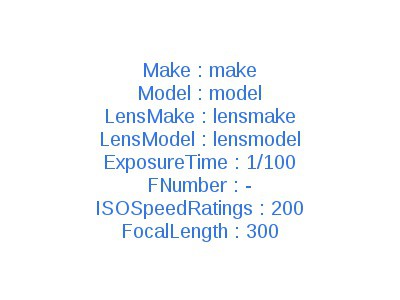 Make : make
Model : model
LensMake : lensmake
LensModel : lensmodel
ExposureTime : 1/100
FNumber : -
ISOSpeedRatings : 200
FocalLength : 300